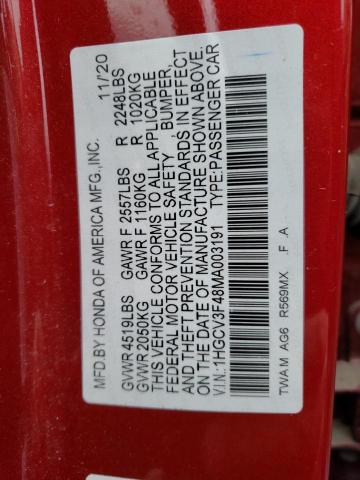 MFD.BY HONDA OF AMERICA MFG.,INC. 11/20
GVWR 4519LBS GAWR F 2557LBS R 2248LBS
GVWR 2050KG GAWR F 1160KG R 1020KG
THIS VEHICLE CONFORMS TO ALL APPLICABLE
FEDERAL MOTOR VEHICLE SAFETY , BUMPER,
AND THEFT PREVENTION STANDARDS IN EFFECT
ON THE DATE OF MANUFACTURE SHOWN ABOVE.
V.I.N.:1HGCV3F48MA003191 TYPE:PASSENGER CAR
TWA M AG6 R569MX .F .A